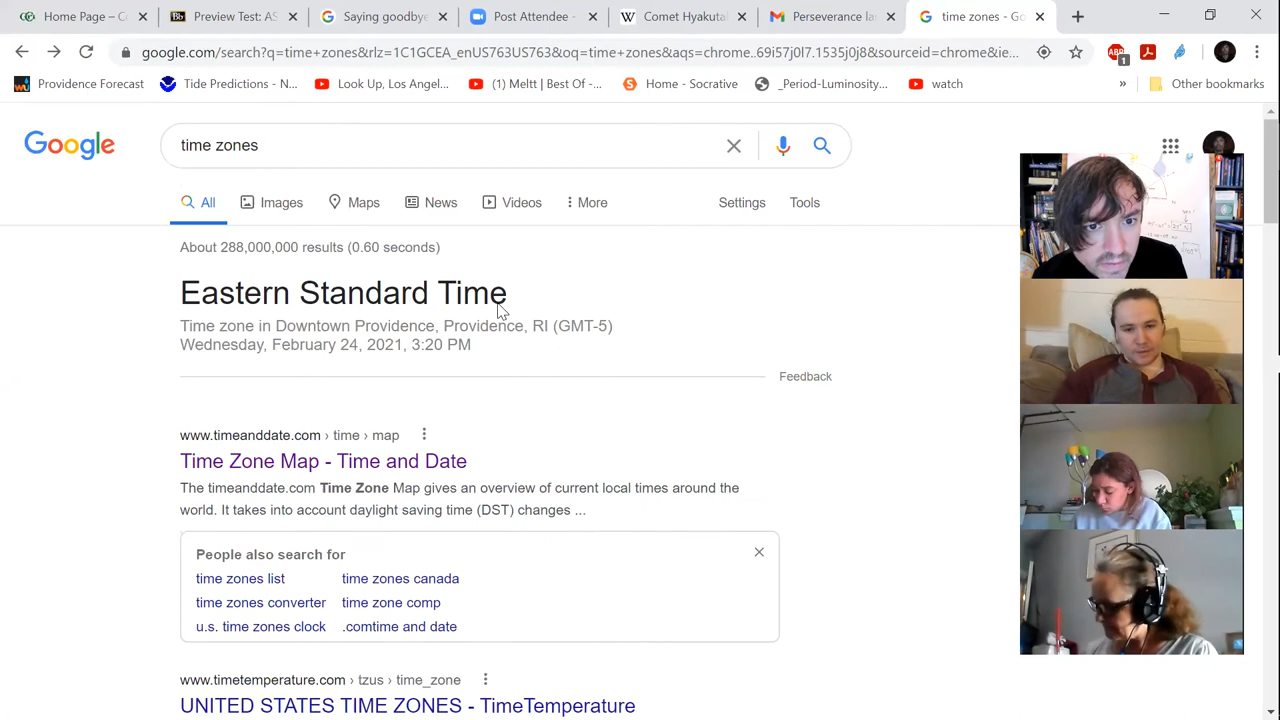 Home Page – C
Bb
Preview Test: AS
Saying goodbye
Post Attendee -
W
Comet Hyakuta
Perseverance la
time zones - Go
google.com/search?q=time+zones&rlz=1C1GCEA_enUS763US763&oq=time+zones&aqs=chrome..69i57j0l7.1535j0j8&sourceid=chrome&ie...
ABP
1
Providence Forecast
Tide Predictions - N...
Look Up, Los Angel...
(1) Meltt | Best Of -...
Home - Socrative
_Period-Luminosity...
watch
»
Other bookmarks
Google
time zones
All
Images
Maps
News
Videos
More
Settings
Tools
About 288,000,000 results (0.60 seconds)
Eastern Standard Time
Time zone in Downtown Providence, Providence, RI (GMT-5)
Wednesday, February 24, 2021, 3:20 PM
Feedback
www.timeanddate.com › time › map
Time Zone Map - Time and Date
The timeanddate.com Time Zone Map gives an overview of current local times around the
world. It takes into account daylight saving time (DST) changes ...
People also search for
time zones list
time zones canada
time zones converter
time zone comp
u.s. time zones clock
.comtime and date
www.timetemperature.com › tzus › time_zone
UNITED STATES TIME ZONES - TimeTemperature